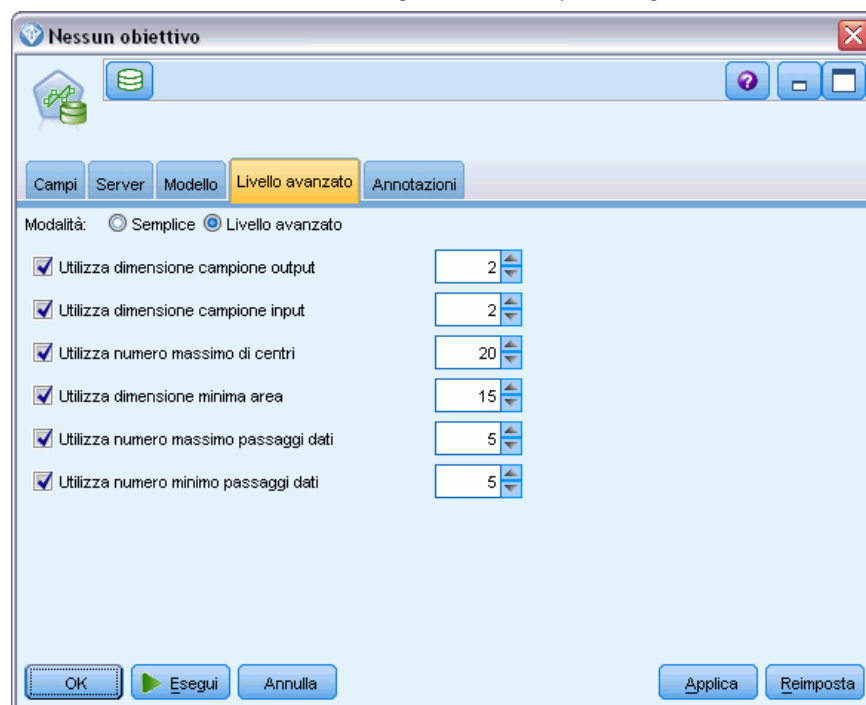 Nessun obiettivo
Campi Server Modello Livello avanzato Annotazioni
Modalità: Semplice Livello avanzato
Utilizza dimensione campione output 2
Utilizza dimensione campione input 2
Utilizza numero massimo di centri 20
Utilizza dimensione minima area 15
Utilizza numero massimo passaggi dati 5
Utilizza numero minimo passaggi dati 5
OK Esegui Annulla Applica Reimposta